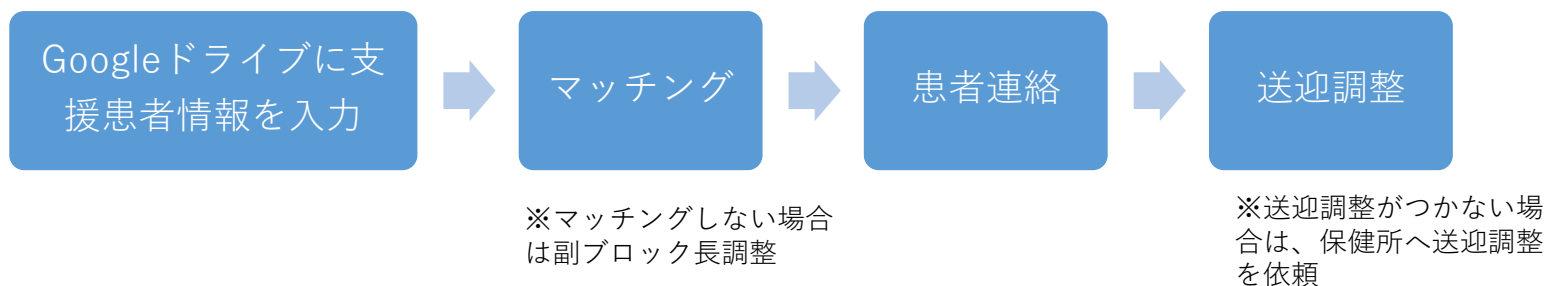 Googleドライブに支
援患者情報を入力
マッチング
患者連絡
送迎調整
※マッチングしない場合
は副ブロック長調整
※送迎調整がつかない場
合は、保健所へ送迎調整
を依頼